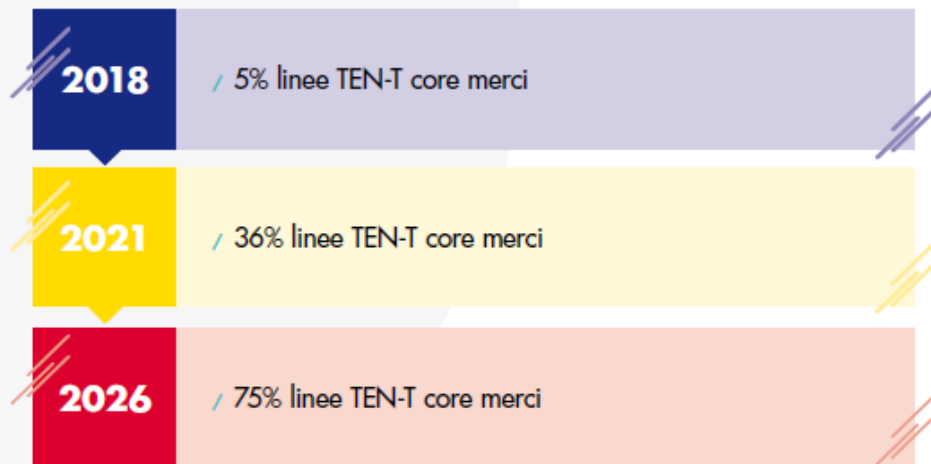 2018
/ 5% linee TEN-T core merci
2021
/ 36% linee TEN-T core merci
2026
/ 75% linee TEN-T core merci